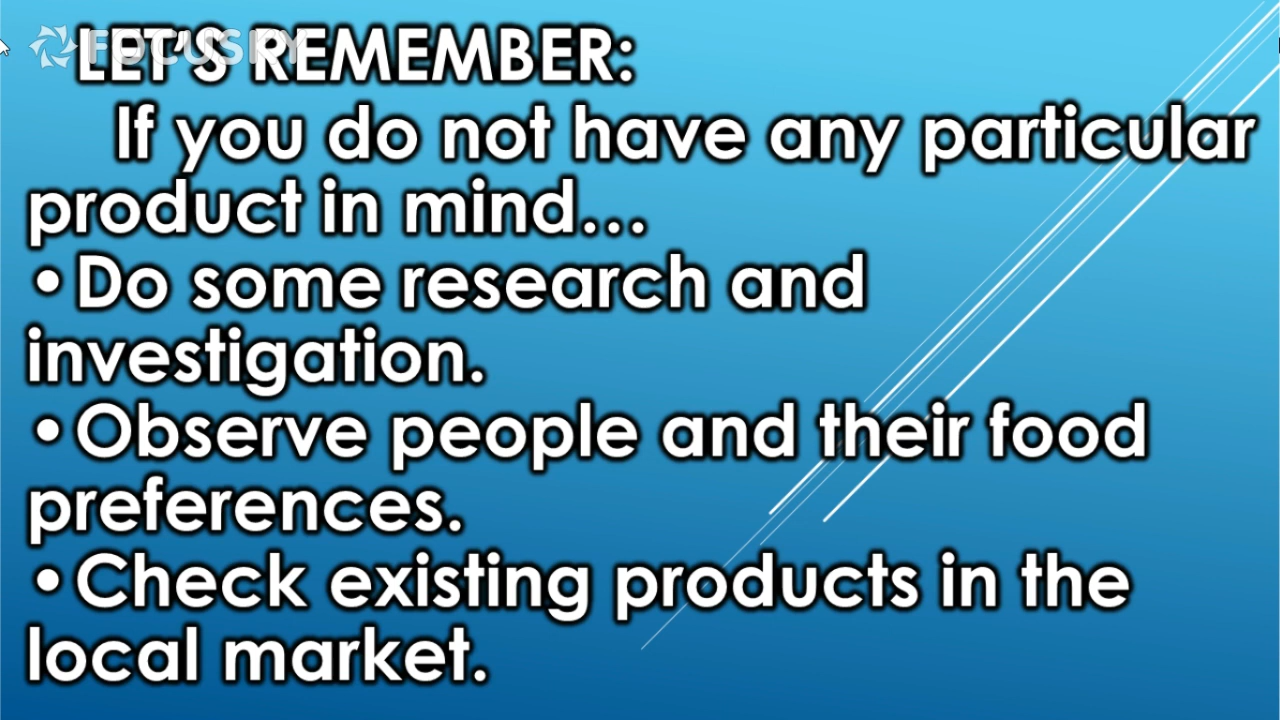 FOCUSKY
LET'S REMEMBER:
If you do not have any particular
product in mind...
•Do some research and
investigation.
•Observe people and their food
preferences.
•Check existing products in the
local market.